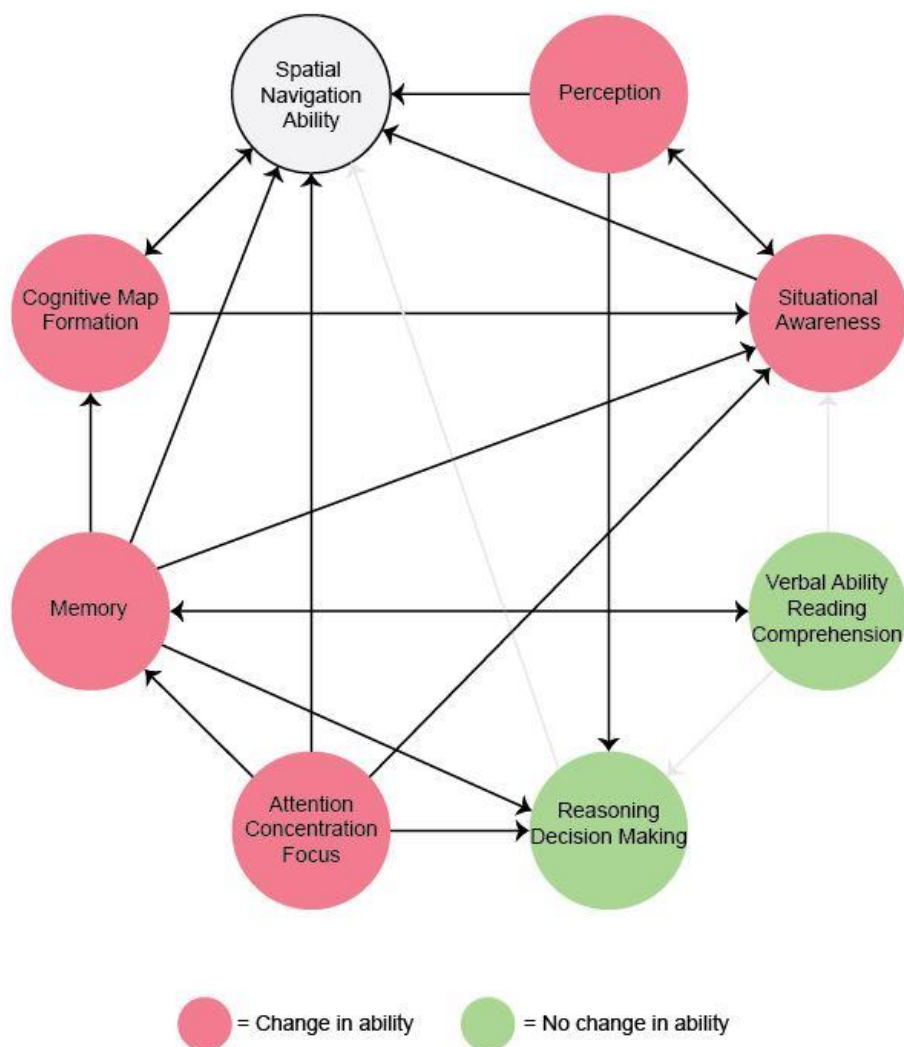 Spatial
Navigation
Ability
Perception
Cognitive Map
Formation
Situational
Awareness
Memory
Verbal Ability
Reading
Comprehension
Attention
Concentration
Focus
Reasoning
Decision Making
= Change in ability
= No change in ability